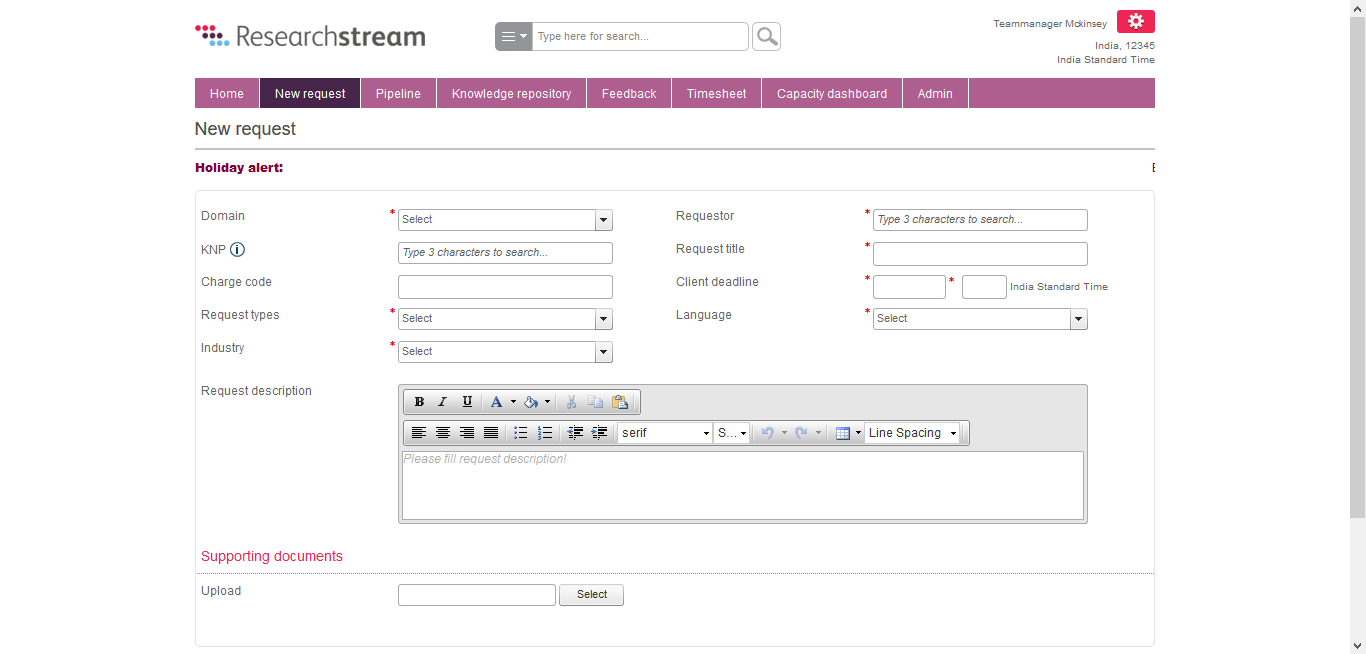 Researchstream
Type here for search...
Teammanager Mckinsey
India, 12345
India Standard Time
Home New request Pipeline Knowledge repository Feedback Timesheet Capacity dashboard Admin
New request
Holiday alert:
Domain * Select Requestor * Type 3 characters to search...
KNP i Type 3 characters to search... Request title *
Charge code Client deadline * * India Standard Time
Request types * Select Language * Select
Industry * Select
Request description B I U A
serif S... Line Spacing
Please fill request description!
Supporting documents
Upload Select